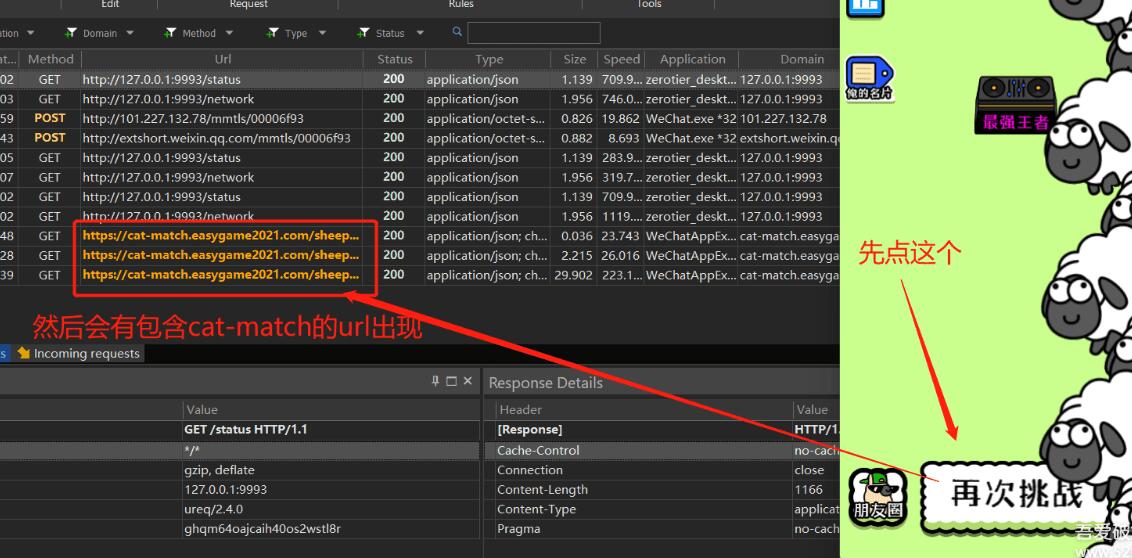 Edit Request Rules Tools
ation Domain Method Type Status
at... Method Url Status Type Size Speed Application Domain
02 GET http://127.0.0.1:9993/status 200 application/json 1.139 709.9... zerotier_deskt... 127.0.0.1:9993
03 GET http://127.0.0.1:9993/network 200 application/json 1.956 746.0... zerotier_deskt... 127.0.0.1:9993
59 POST http://101.227.132.78/mmtls/00006f93 200 application/octet-s... 0.826 19.862 WeChat.exe *32 101.227.132.78
43 POST http://extshort.weixin.qq.com/mmtls/00006f93 200 application/octet-s... 0.882 8.693 WeChat.exe *32 extshort.weixin.q
05 GET http://127.0.0.1:9993/status 200 application/json 1.139 283.9... zerotier_deskt... 127.0.0.1:9993
07 GET http://127.0.0.1:9993/network 200 application/json 1.956 319.7... zerotier_deskt... 127.0.0.1:9993
02 GET http://127.0.0.1:9993/status 200 application/json 1.139 709.9... zerotier_deskt... 127.0.0.1:9993
02 GET http://127.0.0.1:9993/network 200 application/json 1.956 1119.... zerotier_deskt... 127.0.0.1:9993
48 GET https://cat-match.easygame2021.com/sheep... 200 application/json; ch... 0.036 23.743 WeChatAppEx... cat-match.easyga
28 GET https://cat-match.easygame2021.com/sheep... 200 application/json; ch... 2.215 26.016 WeChatAppEx... cat-match.easyga
39 GET https://cat-match.easygame2021.com/sheep... 200 application/json; ch... 29.902 223.1... WeChatAppEx... cat-match.easyga
然后会有包含cat-match的url出现
s Incoming requests
Response Details
Value
GET /status HTTP/1.1
*/*
gzip, deflate
127.0.0.1:9993
ureq/2.4.0
ghqm64oajcaih40os2wstl8r
Header Value
[Response] HTTP/1.
Cache-Control no-cach
Connection close
Content-Length 1166
Content-Type applicat
Pragma no-cach
俺的名片
最强王者
先点这个
朋友圈
再次挑战
吾爱破
www.52